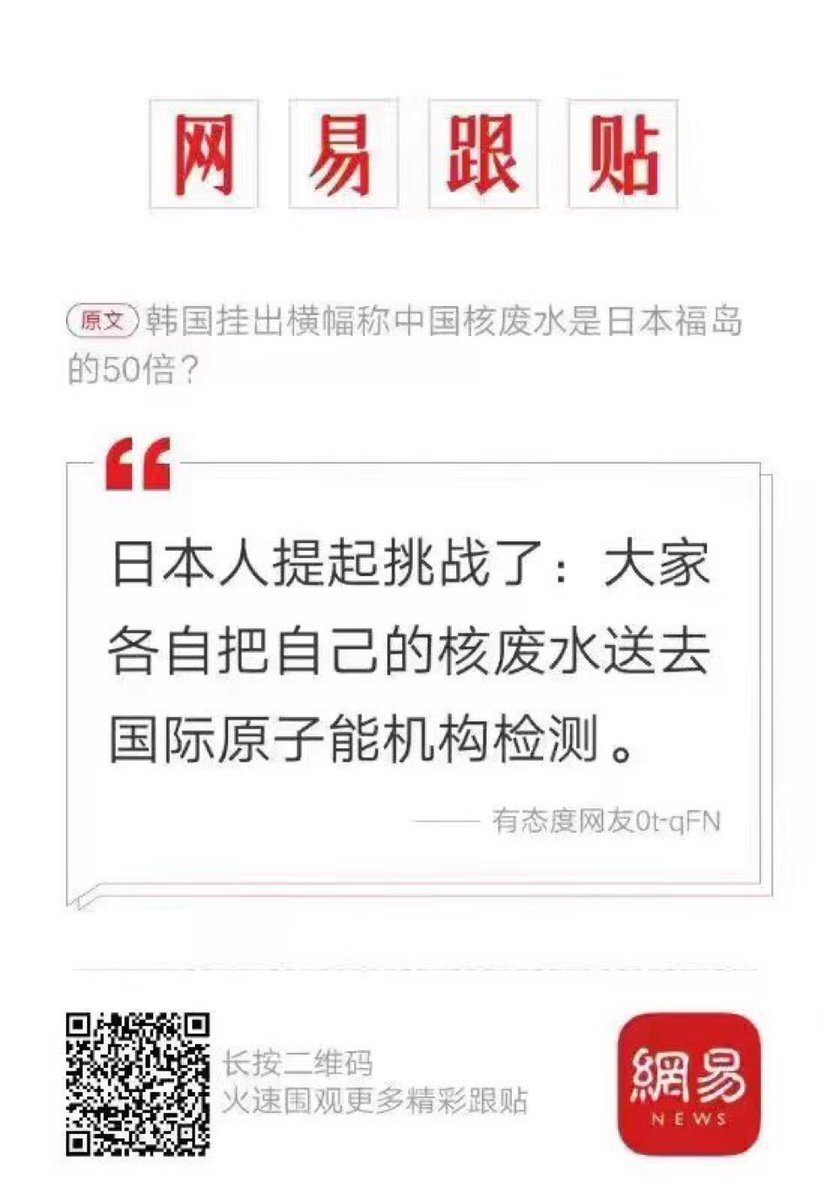 网易跟贴
原文 韩国挂出横幅称中国核废水是日本福岛
的50倍？
日本人提起挑战了：大家
各自把自己的核废水送去
国际原子能机构检测。
—— 有态度网友0t-qFN
长按二维码
火速围观更多精彩跟贴
網易
NEWS